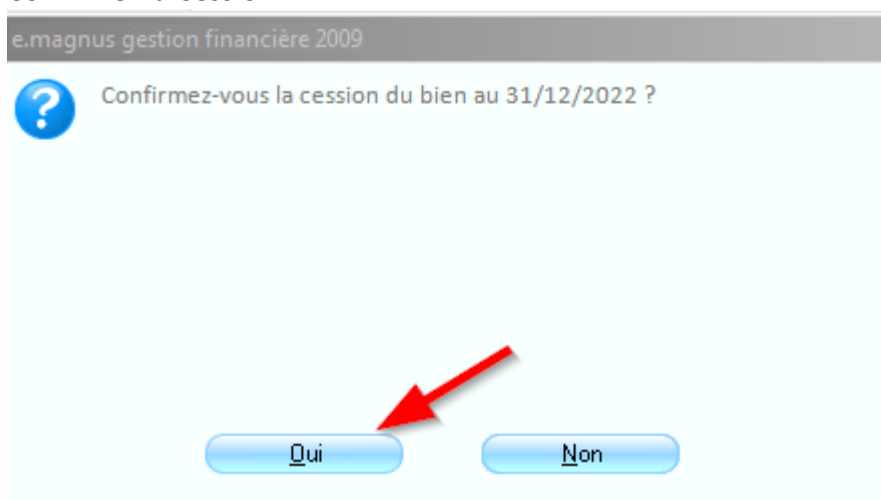 e.magnus gestion financière 2009
Confirmez-vous la cession du bien au 31/12/2022 ?
Oui
Non